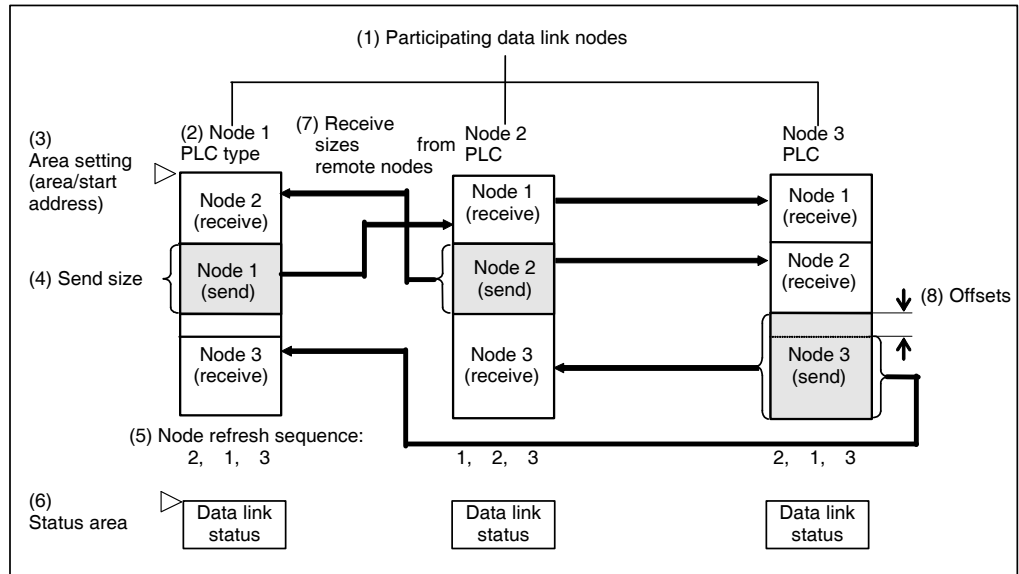 (1) Participating data link nodes
(3)
Area setting
(area/start
address)
(2) Node 1
PLC type
(7) Receive
sizes from
remote nodes
Node 2
PLC
Node 3
PLC
Node 2
(receive)
Node 1
(receive)
Node 1
(receive)
(4) Send size
Node 1
(send)
Node 2
(send)
Node 2
(receive)
(8) Offsets
Node 3
(receive)
Node 3
(receive)
Node 3
(send)
(5) Node refresh sequence:
2, 1, 3
1, 2, 3
2, 1, 3
(6)
Status area
Data link
status
Data link
status
Data link
status